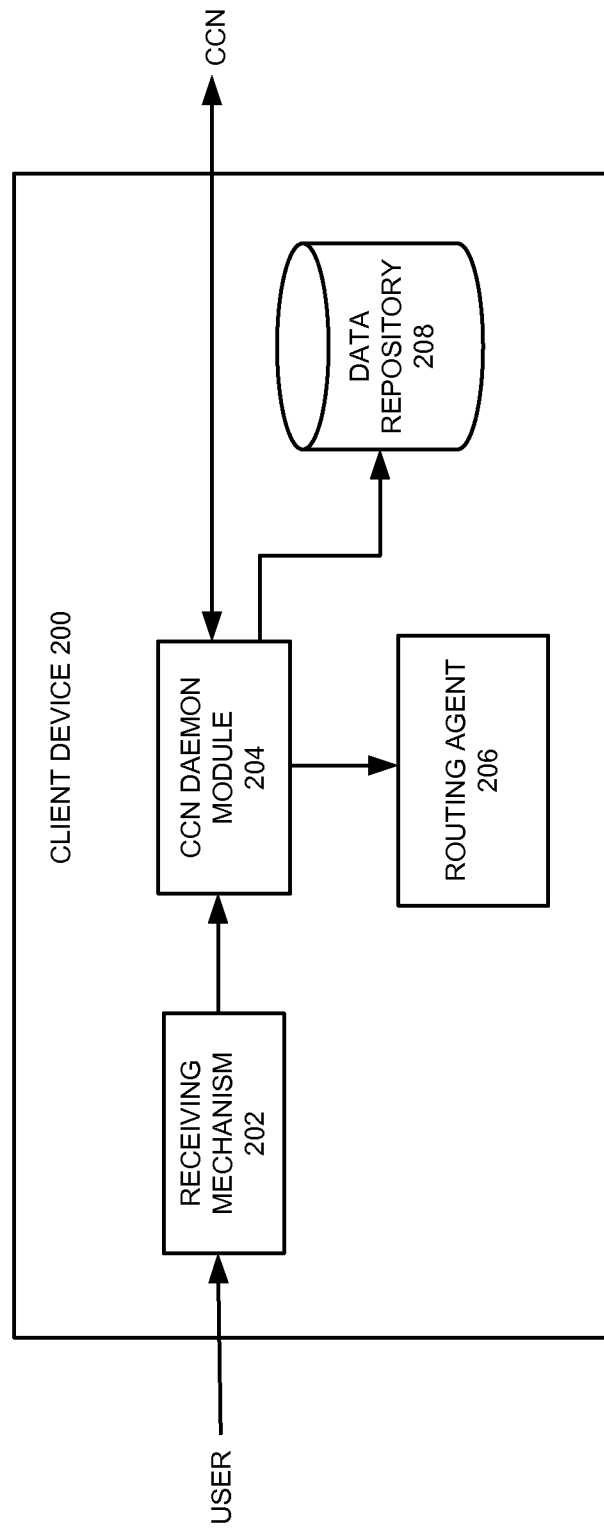 CLIENT DEVICE 200
USER
RECEIVING
MECHANISM
202
CCN DAEMON
MODULE
204
CCN
ROUTING AGENT
206
DATA
REPOSITORY
208